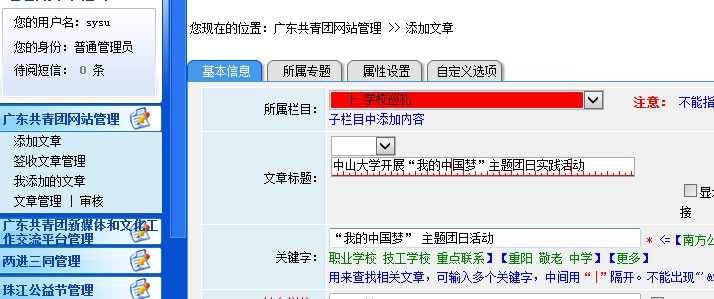 您的用户名：sysu
您的身份：普通管理员
待阅短信： 0 条
广东共青团网站管理
添加文章
签收文章管理
我添加的文章
文章管理 | 审核
广东共青团新媒体和文化工
作交流平台管理
两进三同管理
珠江公益节管理
您现在的位置：广东共青团网站管理 >> 添加文章
基本信息 所属专题 属性设置 自定义选项
所属栏目： ├ 学校巡礼 注意： 不能指
子栏目中添加内容
文章标题： 中山大学开展“我的中国梦”主题团日实践活动
显示
接
关键字： “我的中国梦” 主题团日活动 * <=【南方公
职业学校 技工学校 重点联系】【重阳 敬老 中学】【更多】
用来查找相关文章，可输入多个关键字，中间用“|”隔开。不能出现"'&